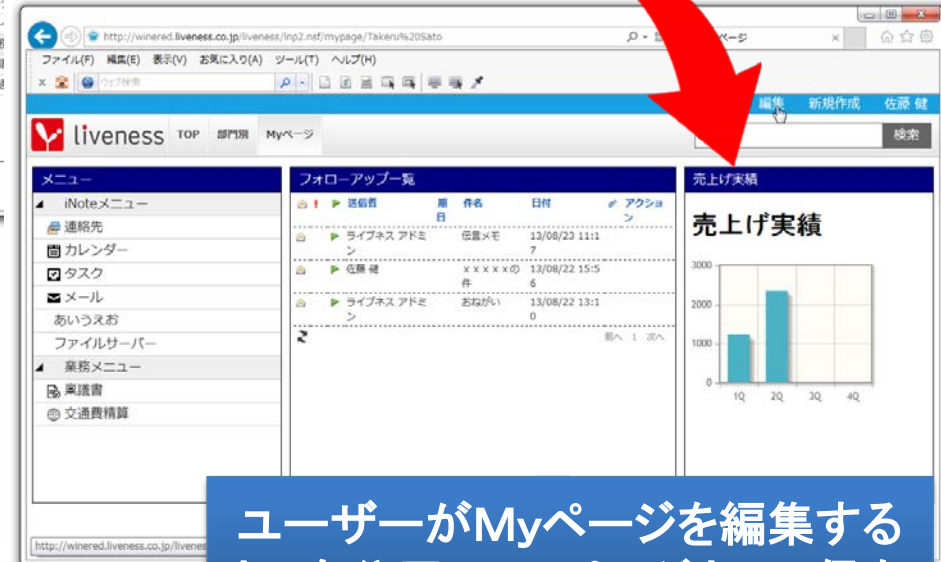 http://winered.liveness.co.jp/liveness/inp2.nsf/mypage/Takeru%20Sato
ページ
ファイル(F) 編集(E) 表示(V) お気に入り(A) ツール(T) ヘルプ(H)
ウェブ検索
編集 新規作成 佐藤 健
liveness TOP 部門別 Myページ
検索
メニュー
iNoteメニュー
連絡先
カレンダー
タスク
メール
あいうえお
ファイルサーバー
業務メニュー
稟議書
交通費精算
フォローアップ一覧
送信者 期日 件名 日付 アクション
ライブネス アドミン 伝言メモ 13/08/23 11:17
佐藤 健 xxxxxの件 13/08/22 15:56
ライブネス アドミン おねがい 13/08/22 13:10
前へ 1 次へ
売上げ実績
売上げ実績
3000
2000
1000
0
1Q 2Q 3Q 4Q
ユーザーがMyページを編集する
http://winered.liveness.co.jp/livenes